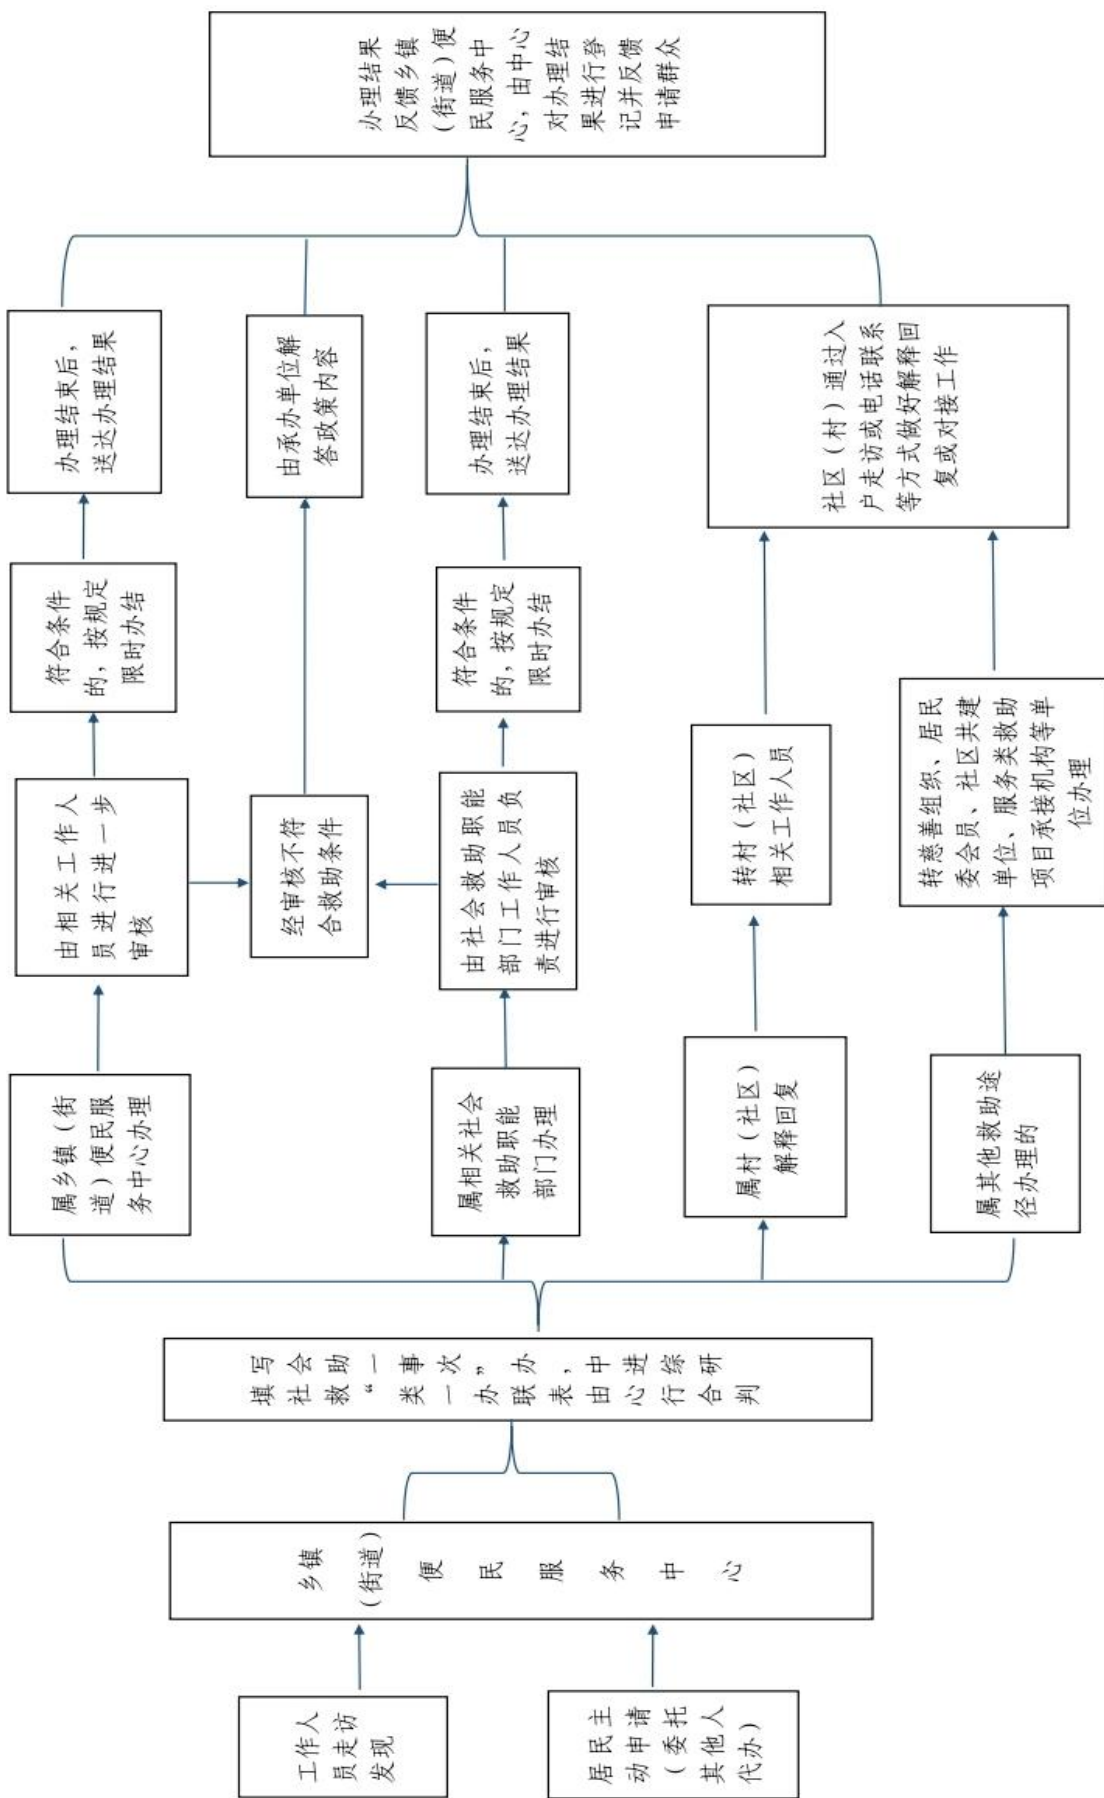 工作人
员走访
发现
居民主
动申请
（委托
其他人
代办）
乡镇
(街道)
便
民
服
务
中
心
填写
社会
救助
“一
类事
一次
办”
联办
表，
由中
心进
行综
合研
判
属乡镇（街
道）便民服
务中心办理
属相关社会
救助职能
部门办理
属村（社区）
解释回复
属其他救助途
径办理的
由相关工作人
员进行进一步
审核
经审核不符
合救助条件
由社会救助职能
部门工作人员负
责进行审核
转村（社区）
相关工作人员
转慈善组织、居民
委会员、社区共建
单位、服务类救助
项目承接机构等单
位办理
符合条件
的，按规定
限时办结
符合条件
的，按规定
限时办结
办理结束后，
送达办理结果
由承办单位解
答政策内容
办理结束后，
送达办理结果
社区（村）通过入
户走访或电话联系
等方式做好解释回
复或对接工作
办理结果
反馈乡镇
（街道）便
民服务中
心，由中心
对办理结
果进行登
记并反馈
申请群众